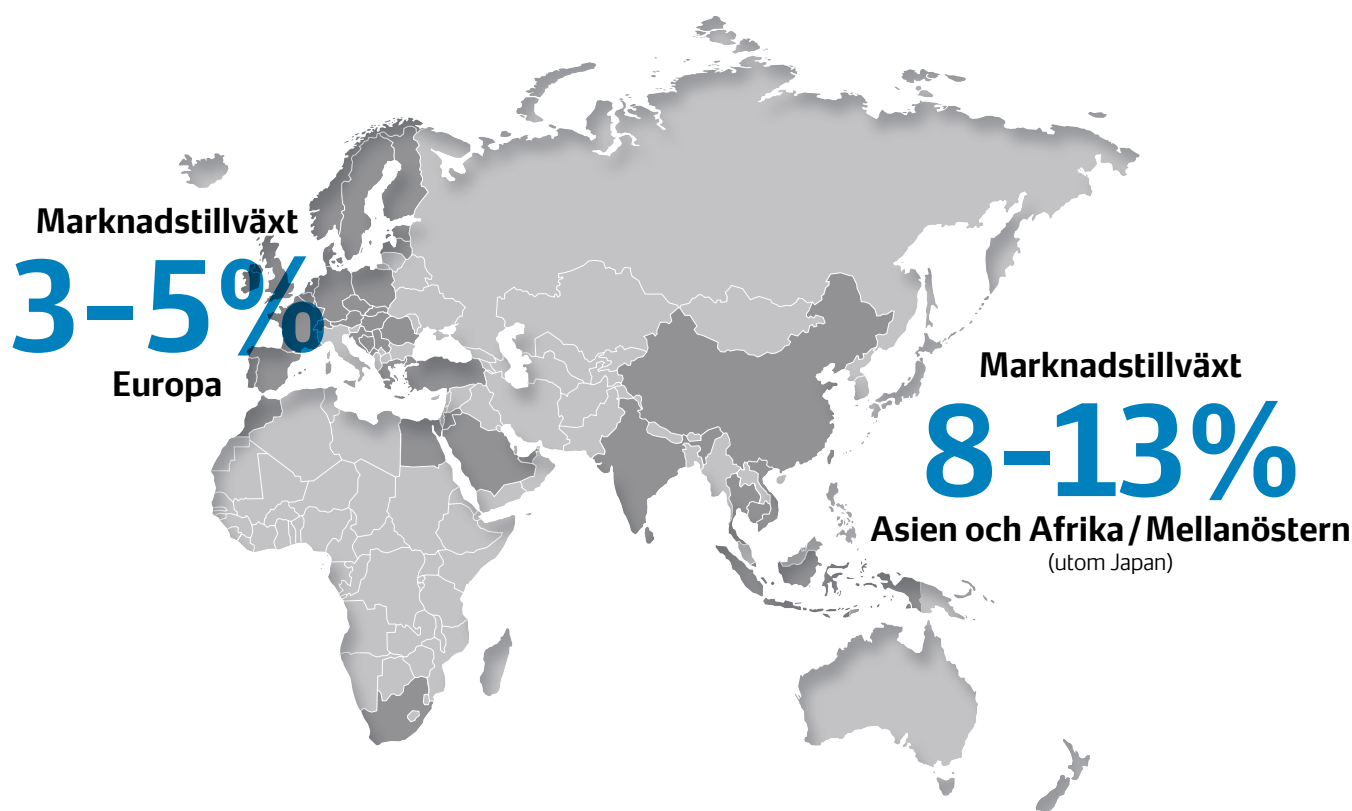 Marknadstillväxt
3–5%
Europa
Marknadstillväxt
8–13%
Asien och Afrika/Mellanöstern
(utom Japan)